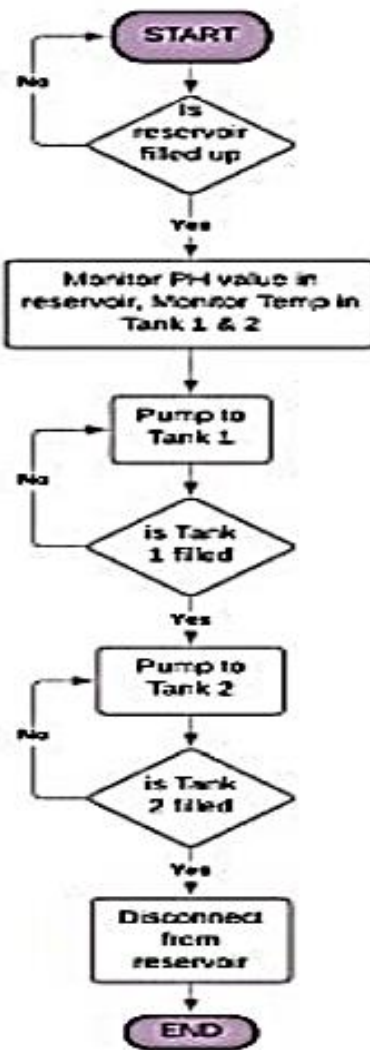 START
No
Is
reservoir
filled up
Yes
Monitor PH value in
reservoir, Monitor Temp in
Tank 1 & 2
Pump to
Tank 1
No
is Tank
1 filled
Yes
Pump to
Tank 2
No
is Tank
2 filled
Yes
Disconnect
from
reservoir
END